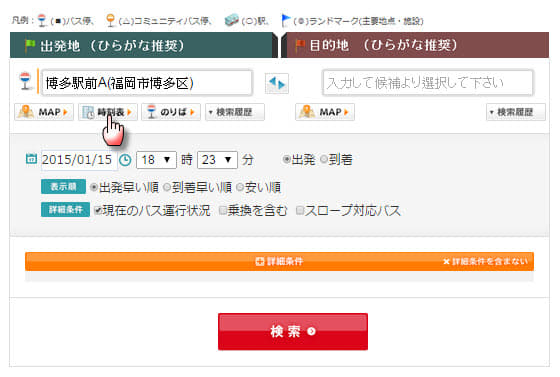 凡例：(■)バス停、(△)コミュニティバス停、(○)駅、(◎)ランドマーク(主要地点・施設)
出発地 （ひらがな推奨） 目的地 （ひらがな推奨）
博多駅前A(福岡市博多区) 入力して候補より選択して下さい
MAP 時刻表 のりば 検索履歴 MAP 検索履歴
2015/01/15 18 時 23 分 出発 到着
表示順 出発早い順 到着早い順 安い順
詳細条件 現在のバス運行状況 乗換を含む スロープ対応バス
詳細条件 ×詳細条件を含まない
検索